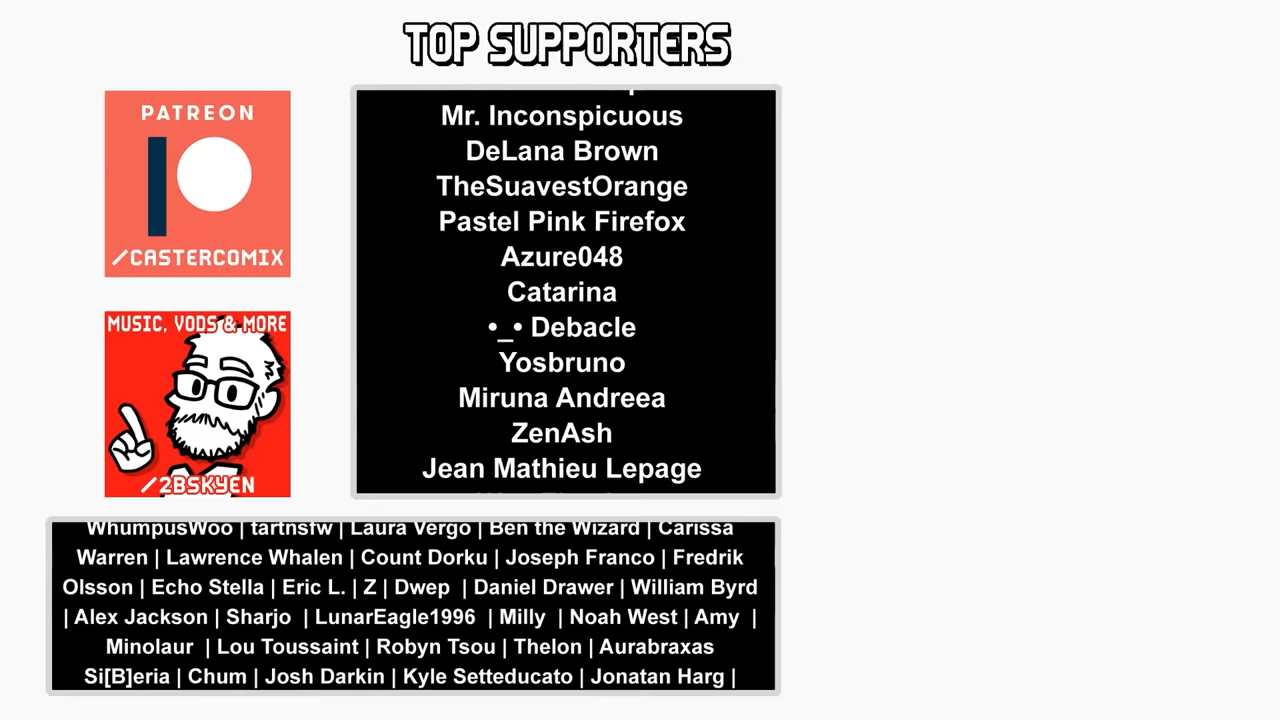 TOP SUPPORTERS
PATREON
/CASTERCOMIX
MUSIC, VODS & MORE
/2BSKYEN
Mr. Inconspicuous
DeLana Brown
TheSuavestOrange
Pastel Pink Firefox
Azure048
Catarina
•_• Debacle
Yosbruno
Miruna Andreea
ZenAsh
Jean Mathieu Lepage
WhumpusWoo | tartnsfw | Laura Vergo | Ben the Wizard | Carissa
Warren | Lawrence Whalen | Count Dorku | Joseph Franco | Fredrik
Olsson | Echo Stella | Eric L. | Z | Dwep | Daniel Drawer | William Byrd
| Alex Jackson | Sharjo | LunarEagle1996 | Milly | Noah West | Amy |
Minolaur | Lou Toussaint | Robyn Tsou | Thelon | Aurabraxas
Si[B]eria | Chum | Josh Darkin | Kyle Setteducato | Jonatan Harg |